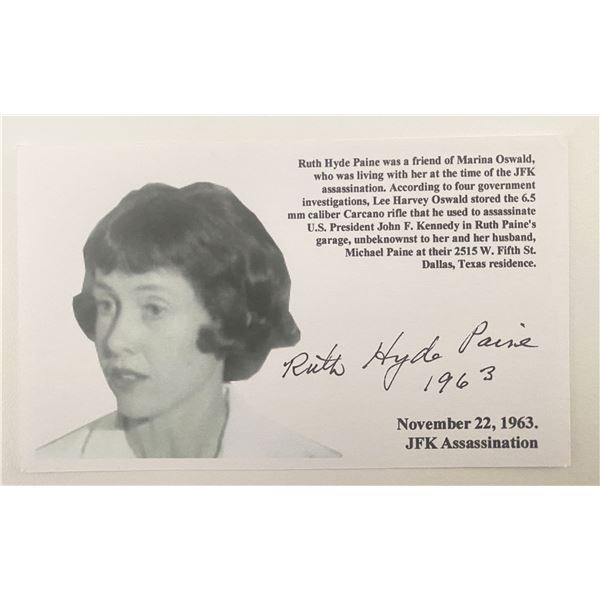 Ruth Hyde Paine was a friend of Marina Oswald,
who was living with her at the time of the JFK
assassination. According to four government
investigations, Lee Harvey Oswald stored the 6.5
mm caliber Carcano rifle that he used to assassinate
U.S. President John F. Kennedy in Ruth Paine's
garage, unbeknownst to her and her husband,
Michael Paine at their 2515 W. Fifth St.
Dallas, Texas residence.
Ruth Hyde Paine
1963
November 22, 1963.
JFK Assassination